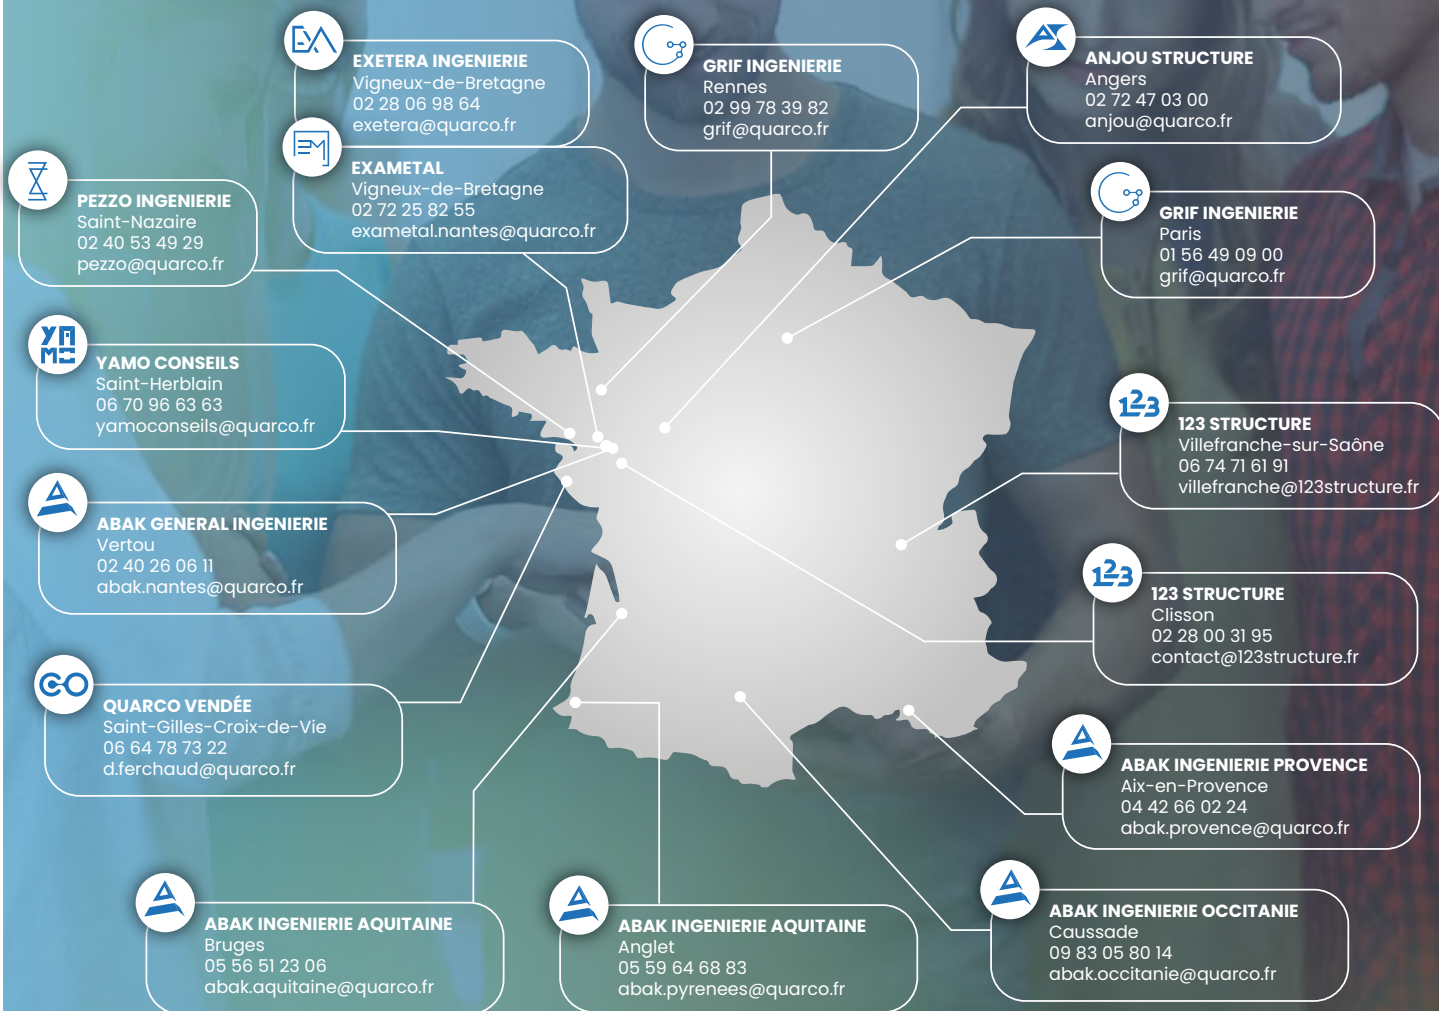 EXETERA INGENIERIE
Vigneux-de-Bretagne
02 28 06 98 64
exetera@quarco.fr
EXAMETAL
Vigneux-de-Bretagne
02 72 25 82 55
exametal.nantes@quarco.fr
GRIF INGENIERIE
Rennes
02 99 78 39 82
grif@quarco.fr
ANJOU STRUCTURE
Angers
02 72 47 03 00
anjou@quarco.fr
PEZZO INGENIERIE
Saint-Nazaire
02 40 53 49 29
pezzo@quarco.fr
GRIF INGENIERIE
Paris
01 56 49 09 00
grif@quarco.fr
YAMO CONSEILS
Saint-Herblain
06 70 96 63 63
yamoconseils@quarco.fr
123
123 STRUCTURE
Villefranche-sur-Saône
06 74 71 61 91
villefranche@123structure.fr
ABAK GENERAL INGENIERIE
Vertou
02 40 26 06 11
abak.nantes@quarco.fr
123
123 STRUCTURE
Clisson
02 28 00 31 95
contact@123structure.fr
QUARCO VENDÉE
Saint-Gilles-Croix-de-Vie
06 64 78 73 22
d.ferchaud@quarco.fr
ABAK INGENIERIE PROVENCE
Aix-en-Provence
04 42 66 02 24
abak.provence@quarco.fr
ABAK INGENIERIE AQUITAINE
Bruges
05 56 51 23 06
abak.aquitaine@quarco.fr
ABAK INGENIERIE AQUITAINE
Anglet
05 59 64 68 83
abak.pyrenees@quarco.fr
ABAK INGENIERIE OCCITANIE
Caussade
09 83 05 80 14
abak.occitanie@quarco.fr